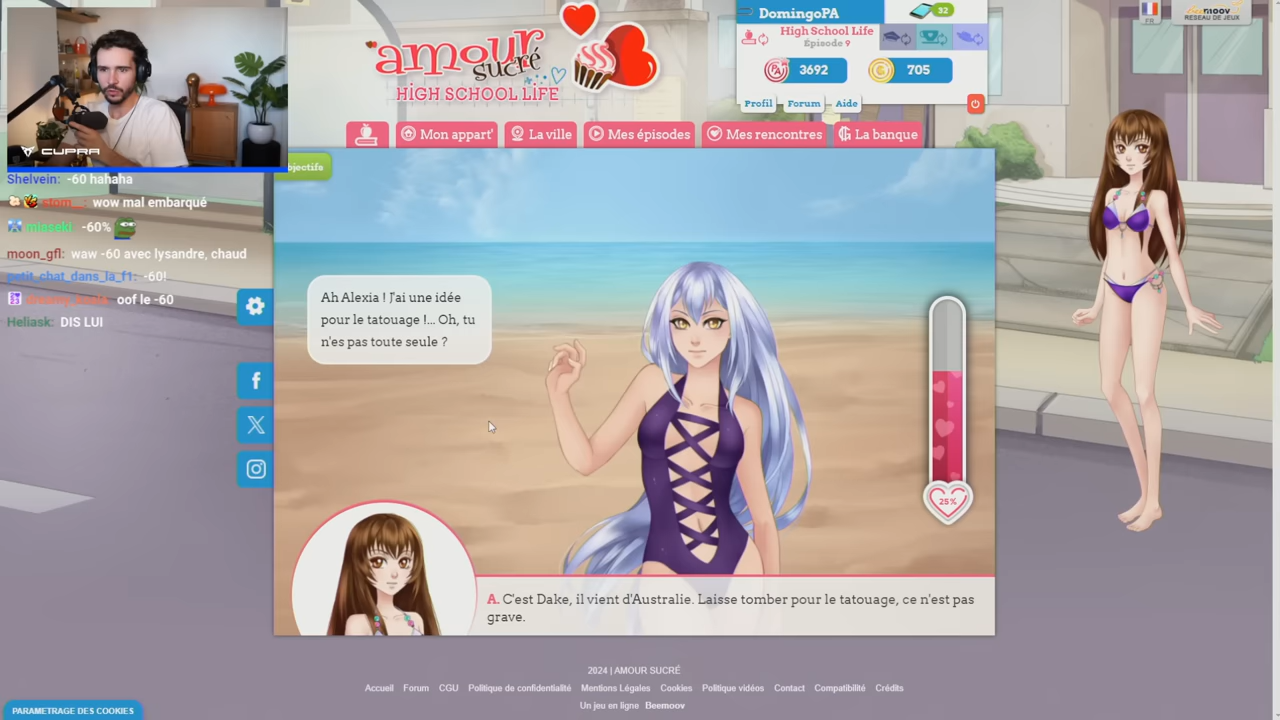 DomingoPA
32
FR
Beemoov
RESEAU DE JEUX
High School Life
Épisode 9
PA
3692
705
Profil
Forum
Aide
amour
sucré
HIGH SCHOOL LIFE
Mon appart'
La ville
Mes épisodes
Mes rencontres
La banque
CUPRA
bjectifs
Shelvein: -60 hahaha
wow mal embarqué
-60%
moon_gfl: waw -60 avec lysandre, chaud
petit_chat_dans_la_f1: -60!
oof le -60
Heliask: DIS LUI
Ah Alexia ! J'ai une idée
pour le tatouage !... Oh, tu
n'es pas toute seule ?
25%
A. C'est Dake, il vient d'Australie. Laisse tomber pour le tatouage, ce n'est pas
grave.
2024 | AMOUR SUCRÉ
Accueil Forum CGU Politique de confidentialité Mentions Légales Cookies Politique vidéos Contact Compatibilité Crédits
Un jeu en ligne Beemoov
PARAMETRAGE DES COOKIES